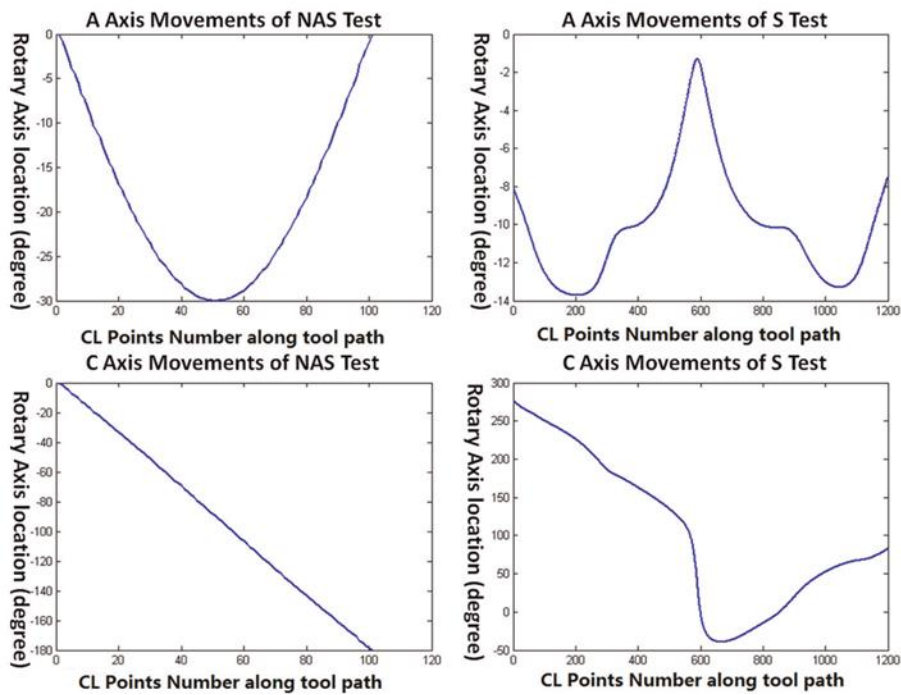 A Axis Movements of NAS Test
Rotary Axis location (degree)
0
-5
-10
-15
-20
-25
-30
0 20 40 60 80 100 120
CL Points Number along tool path
A Axis Movements of S Test
Rotary Axis location (degree)
0
-2
-4
-6
-8
-10
-12
-14
0 200 400 600 800 1000 1200
CL Points Number along tool path
C Axis Movements of NAS Test
Rotary Axis location (degree)
0
-20
-40
-60
-80
-100
-120
-140
-160
-180
0 20 40 60 80 100 120
CL Points Number along tool path
C Axis Movements of S Test
Rotary Axis location (degree)
300
250
200
150
100
50
0
-50
0 200 400 600 800 1000 1200
CL Points Number along tool path